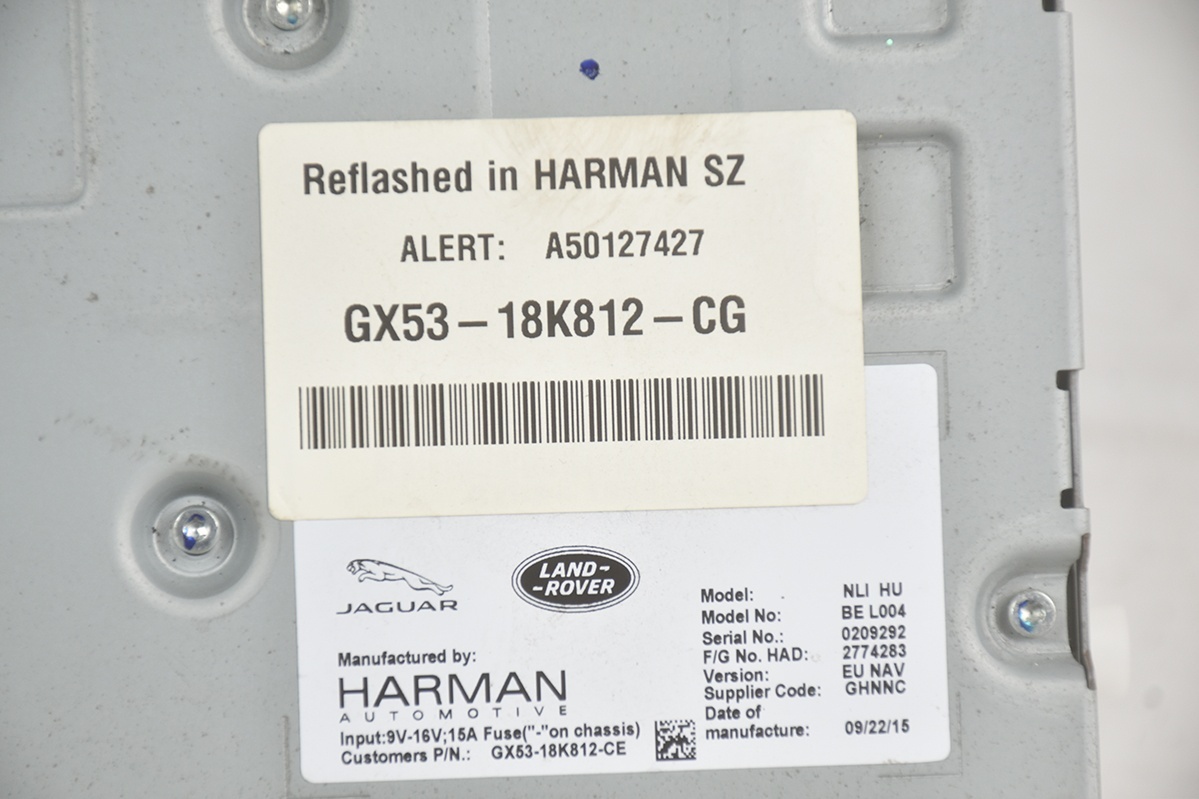 Reflashed in HARMAN SZ
ALERT: A50127427
GX53-18K812-CG
JAGUAR
LAND-
-ROVER
Manufactured by:
HARMAN
AUTOMOTIVE
Input:9V-16V;15A Fuse("-"on chassis)
Customers P/N.: GX53-18K812-CE
Model: NLI HU
Model No: BE L004
Serial No.: 0209292
F/G No. HAD: 2774283
Version: EU NAV
Supplier Code: GHNNC
Date of
manufacture: 09/22/15